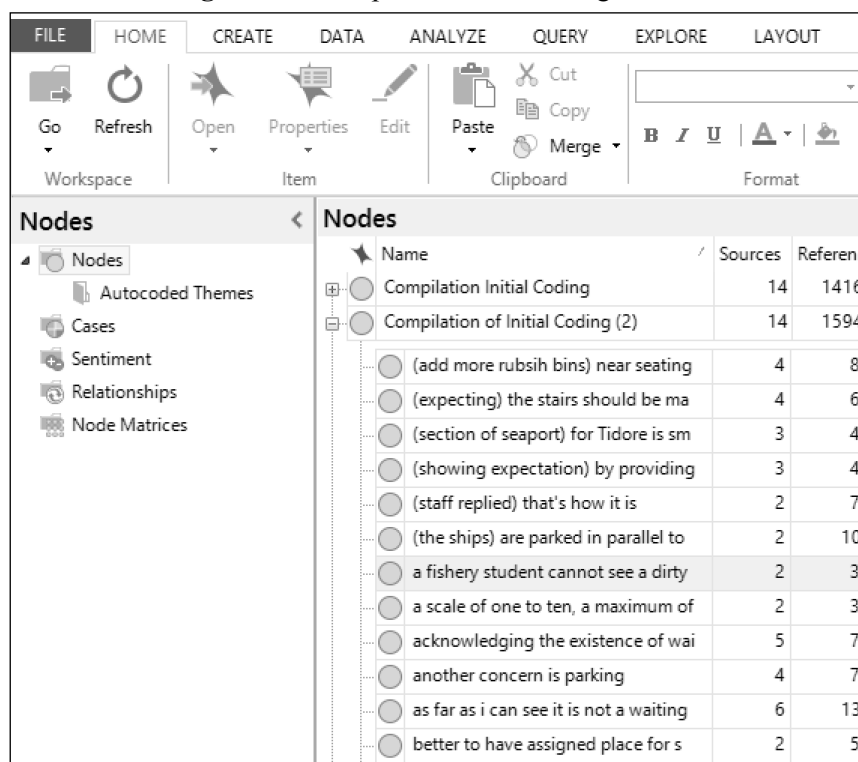 FILE HOME CREATE DATA ANALYZE QUERY EXPLORE LAYOUT
Go Refresh Open Properties Edit Paste Cut
Copy
Merge B I U A
Workspace Item Clipboard Format
Nodes
Nodes
Autocoded Themes
Cases
Sentiment
Relationships
Node Matrices
Nodes
Name Sources Referen
Compilation Initial Coding 14 1416
Compilation of Initial Coding (2) 14 1594
(add more rubsih bins) near seating 4 8
(expecting) the stairs should be ma 4 6
(section of seaport) for Tidore is sm 3 4
(showing expectation) by providing 3 4
(staff replied) that's how it is 2 7
(the ships) are parked in parallel to 2 10
a fishery student cannot see a dirty 2 3
a scale of one to ten, a maximum of 2 3
acknowledging the existence of wai 5 7
another concern is parking 4 7
as far as i can see it is not a waiting 6 13
better to have assigned place for s 2 5